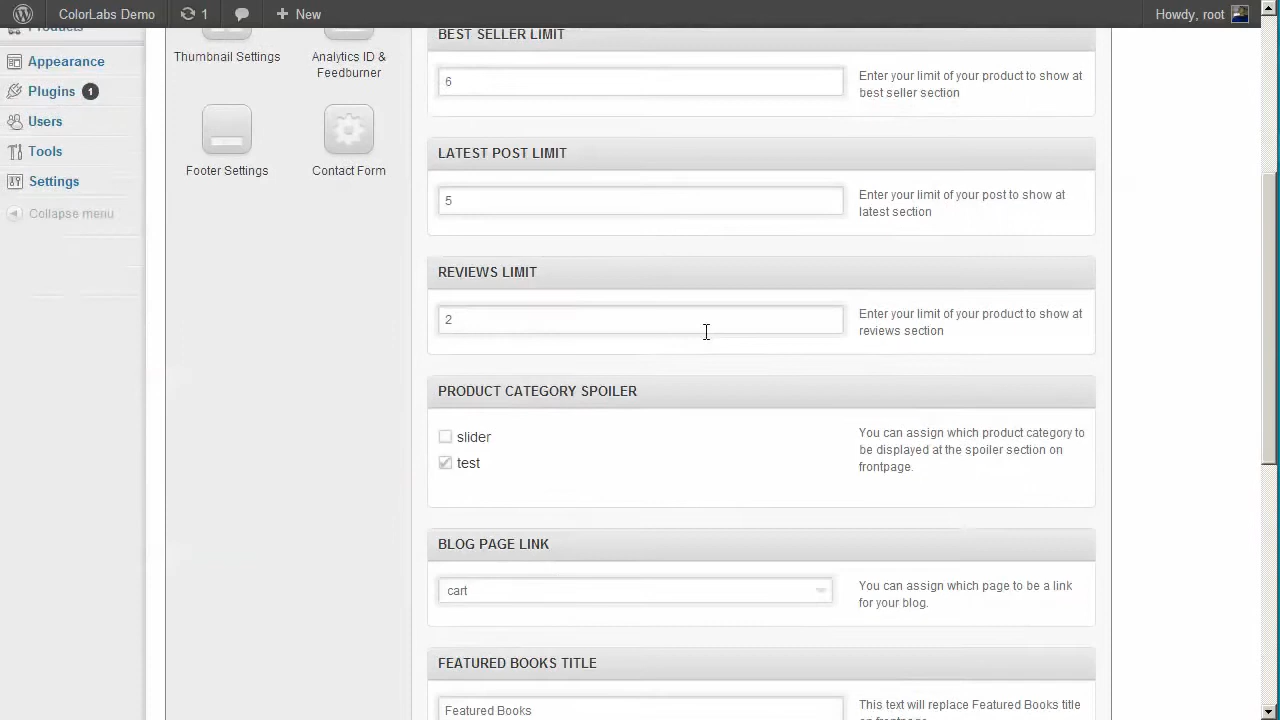 ColorLabs Demo 1 New Howdy, root
Products
Appearance
Plugins 1
Users
Tools
Settings
Collapse menu
Thumbnail Settings
Analytics ID &
Feedburner
Footer Settings
Contact Form
BEST SELLER LIMIT
6
Enter your limit of your product to show at
best seller section
LATEST POST LIMIT
5
Enter your limit of your post to show at
latest section
REVIEWS LIMIT
2
Enter your limit of your product to show at
reviews section
PRODUCT CATEGORY SPOILER
slider
test
You can assign which product category to
be displayed at the spoiler section on
frontpage.
BLOG PAGE LINK
cart
You can assign which page to be a link
for your blog.
FEATURED BOOKS TITLE
Featured Books
This text will replace Featured Books title
on frontpage